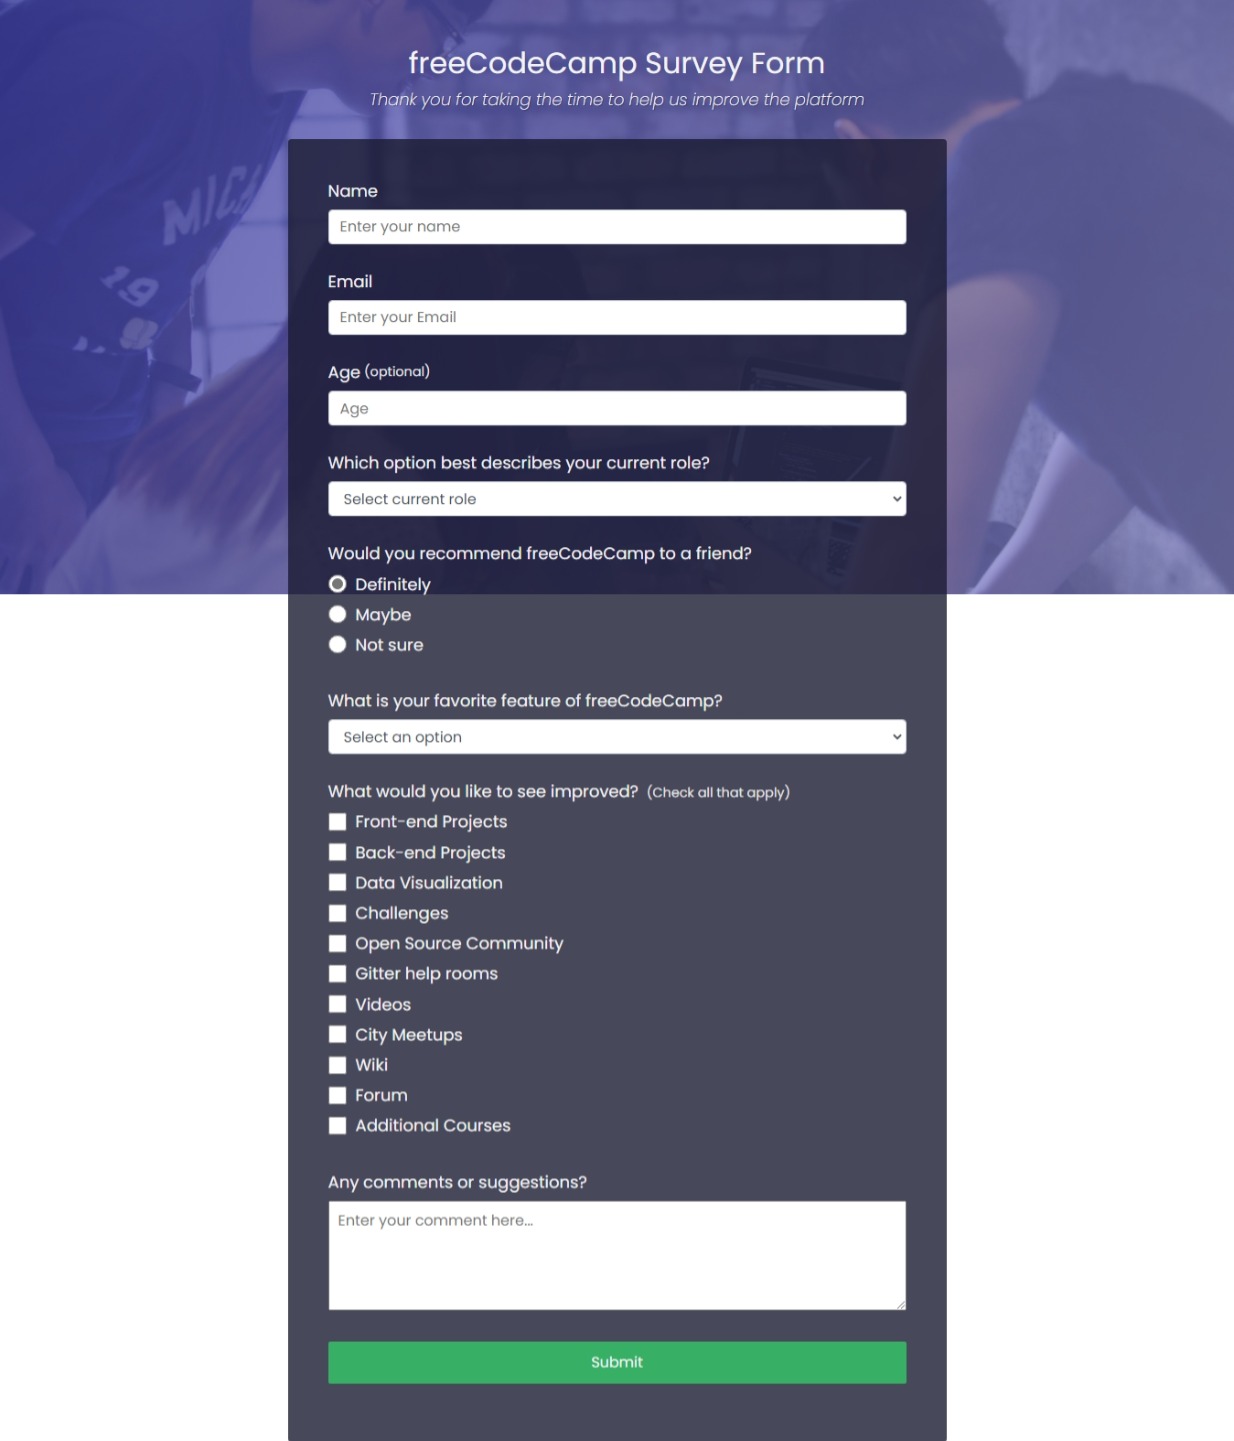 freeCodeCamp Survey Form
Thank you for taking the time to help us improve the platform
MICH
19
Name
Enter your name
Email
Enter your Email
Age (optional)
Age
Which option best describes your current role?
Select current role
Would you recommend freeCodeCamp to a friend?
Definitely
Maybe
Not sure
What is your favorite feature of freeCodeCamp?
Select an option
What would you like to see improved? (Check all that apply)
Front-end Projects
Back-end Projects
Data Visualization
Challenges
Open Source Community
Gitter help rooms
Videos
City Meetups
Wiki
Forum
Additional Courses
Any comments or suggestions?
Enter your comment here...
Submit